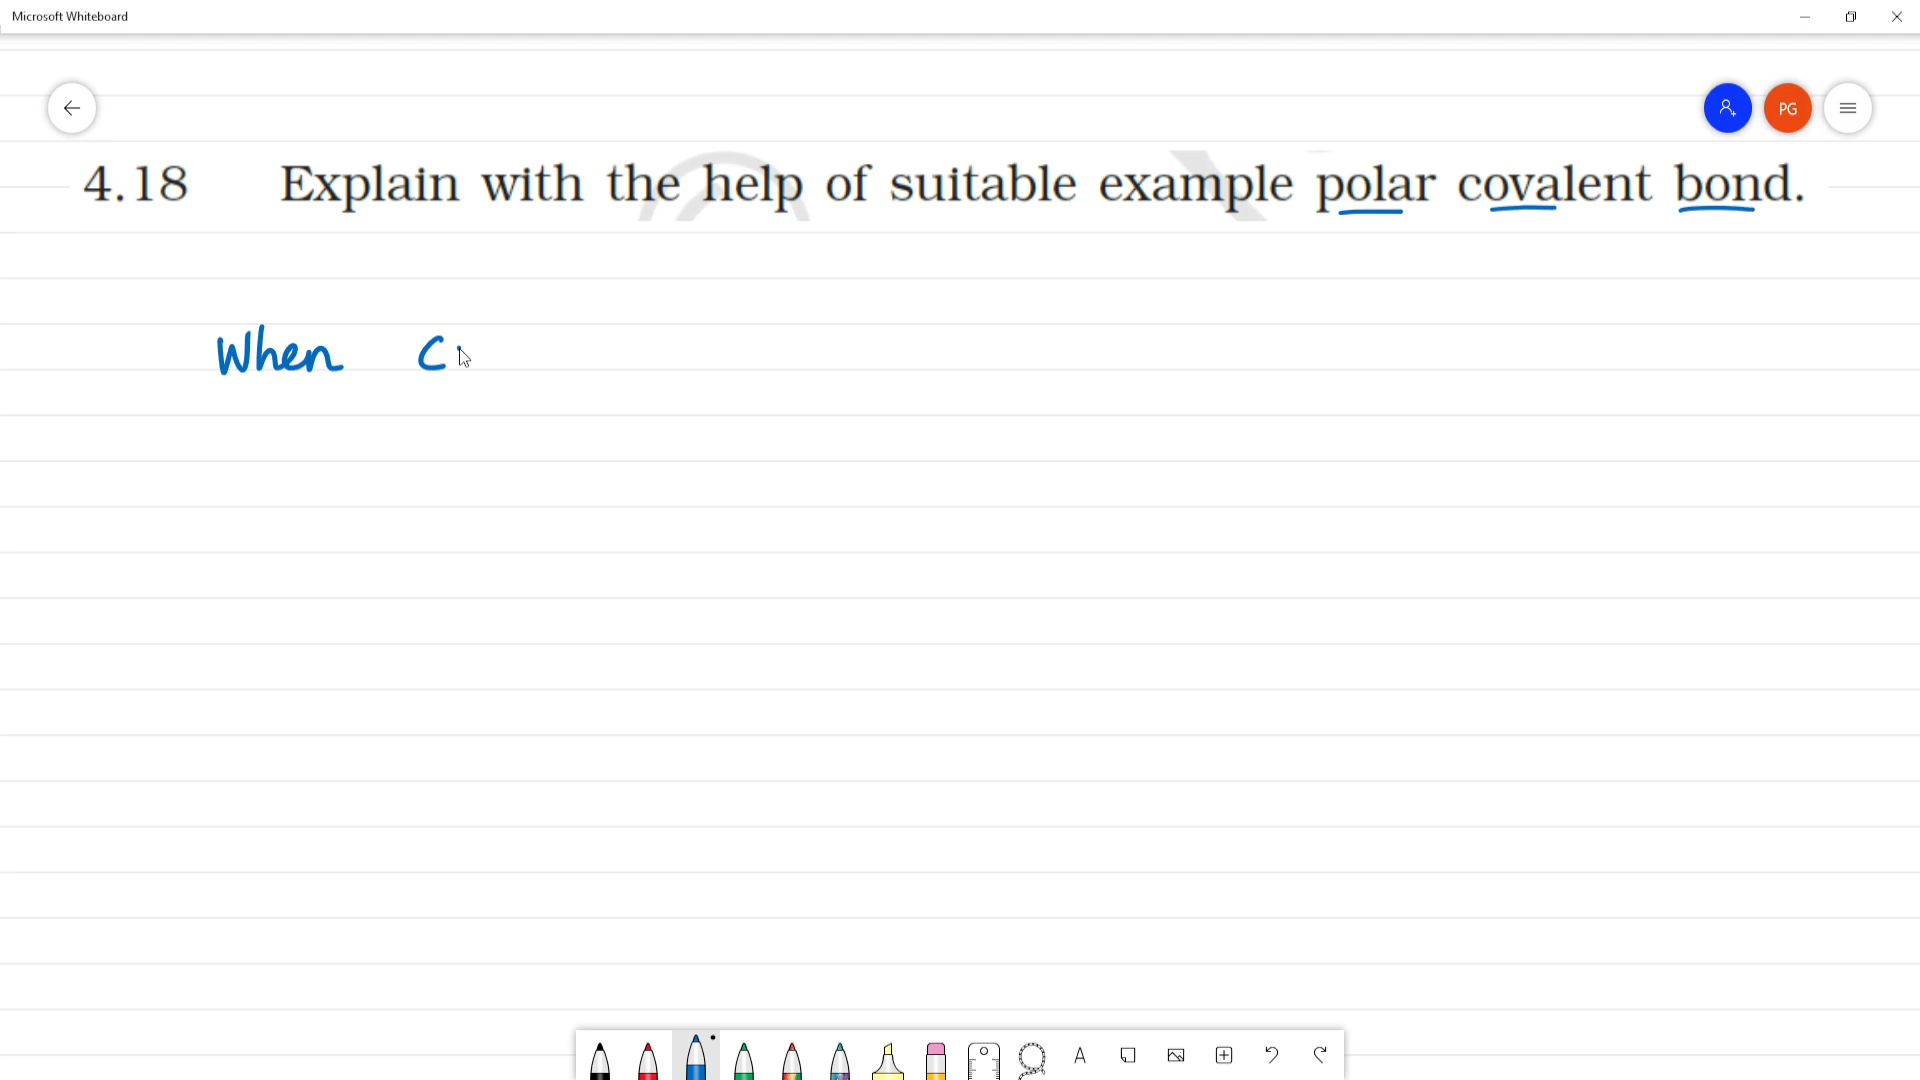 Microsoft Whiteboard
PG
4.18 Explain with the help of suitable example polar covalent bond.
When C
A